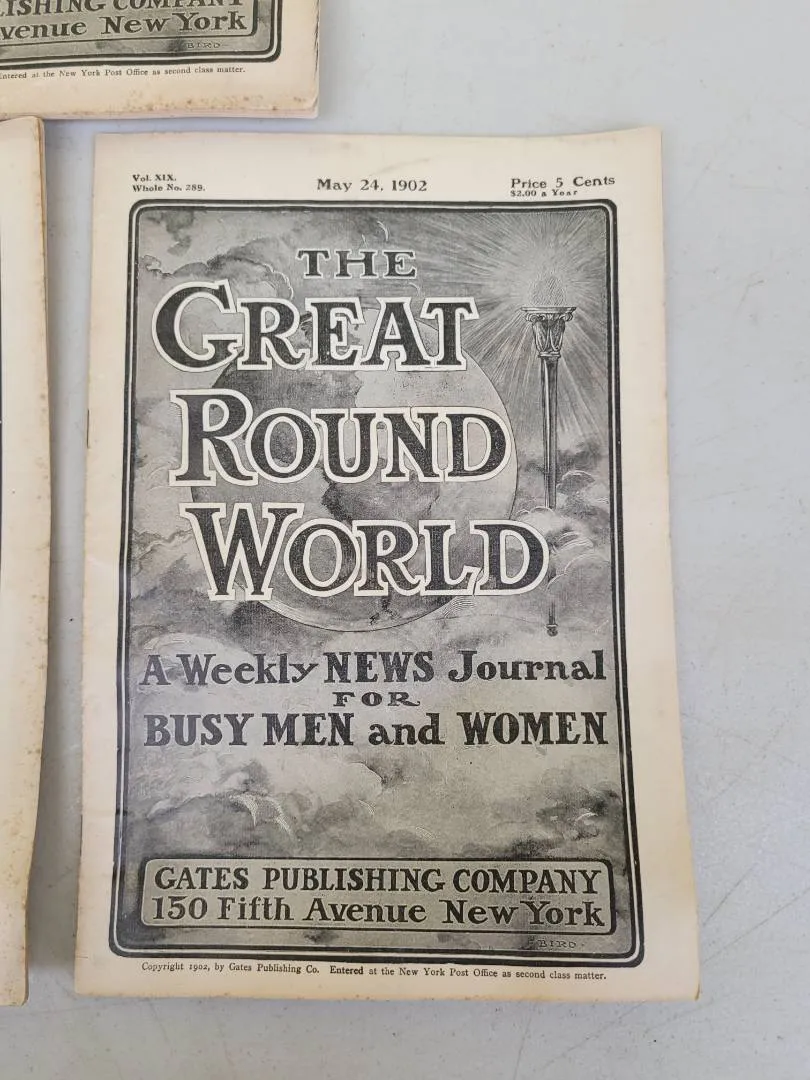 LISHING COMPANY
venue New York
BIRD
Entered at the New York Post Office as second class matter.
Vol. XIX.
Whole No. 289.
May 24, 1902
Price 5 Cents
$2.00 a Year
THE
GREAT
ROUND
WORLD
A Weekly NEWS Journal
FOR
BUSY MEN and WOMEN
GATES PUBLISHING COMPANY
150 Fifth Avenue New York
BIRD
Copyright 1902, by Gates Publishing Co. Entered at the New York Post Office as second class matter.